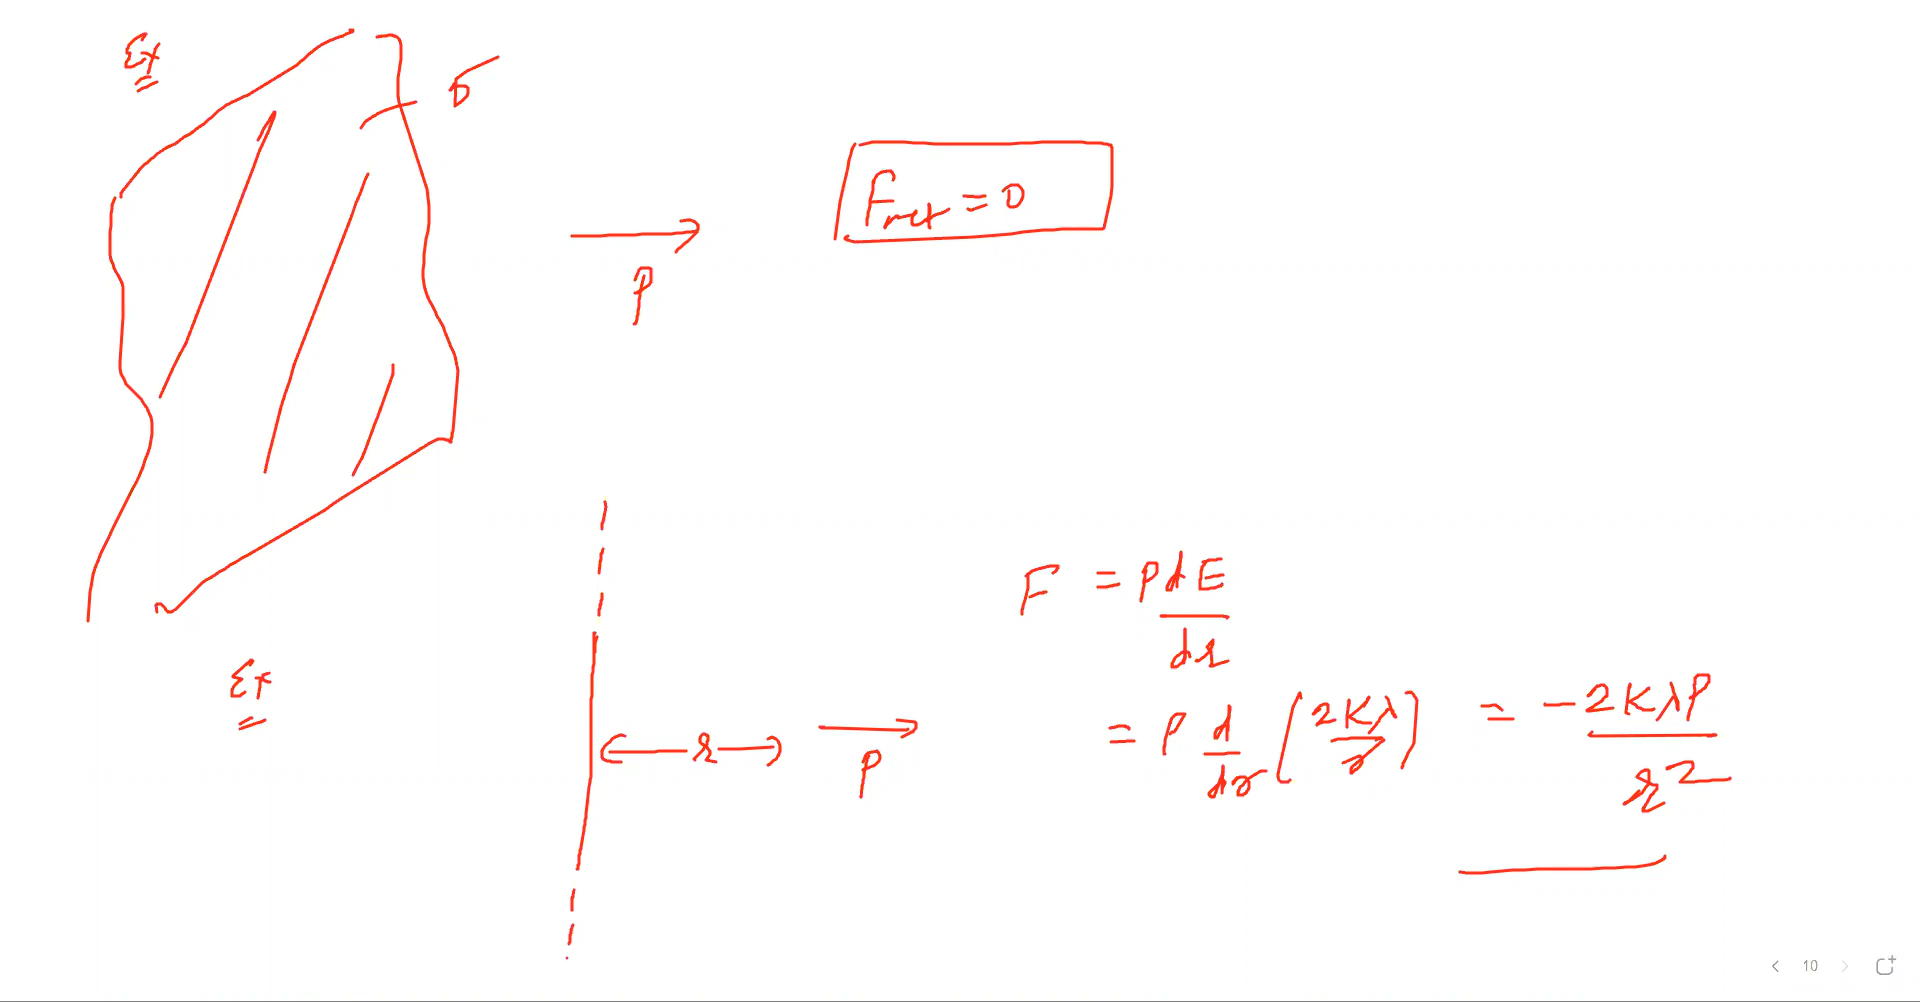 Ex
σ
F_net = 0
P
F = P dE/dr
Ex
= P d/dr (2Kλ/r) = -2KλP/r²
r
P
10